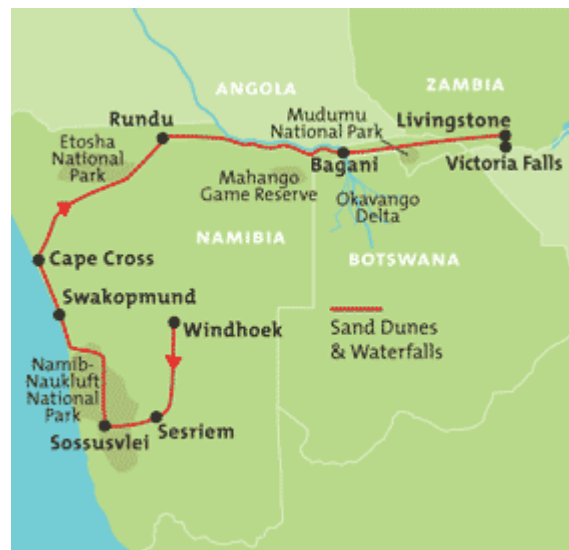 ANGOLA
ZAMBIA
Rundu
Mudumu
National Park
Livingstone
Etosha
National
Park
Bagani
Victoria Falls
Mahango
Game Reserve
Okavango
Delta
NAMIBIA
BOTSWANA
Cape Cross
Swakopmund
Windhoek
Sand Dunes
& Waterfalls
Namib-
Naukluft
National
Park
Sesriem
Sossusvlei